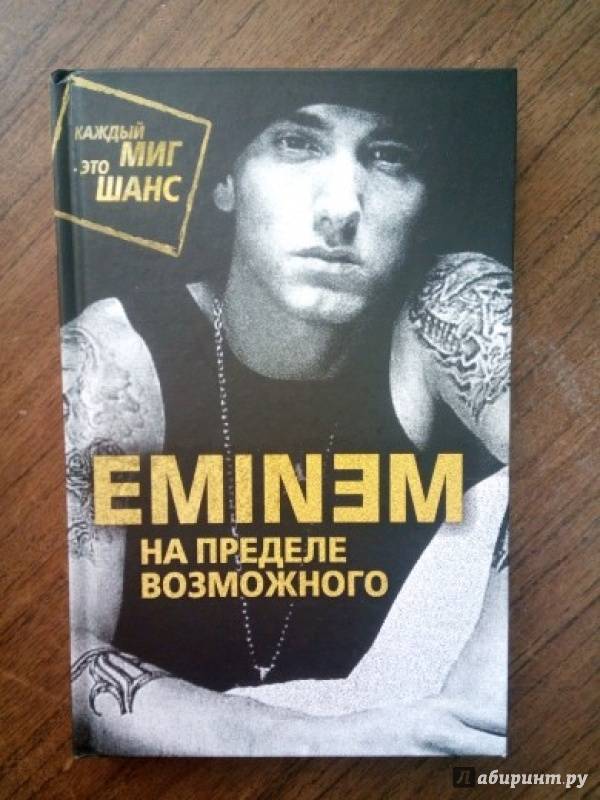 КАЖДЫЙ
МИГ
ЭТО
ШАНС
EMINƎM
НА ПРЕДЕЛЕ
ВОЗМОЖНОГО
Лабиринт.ру